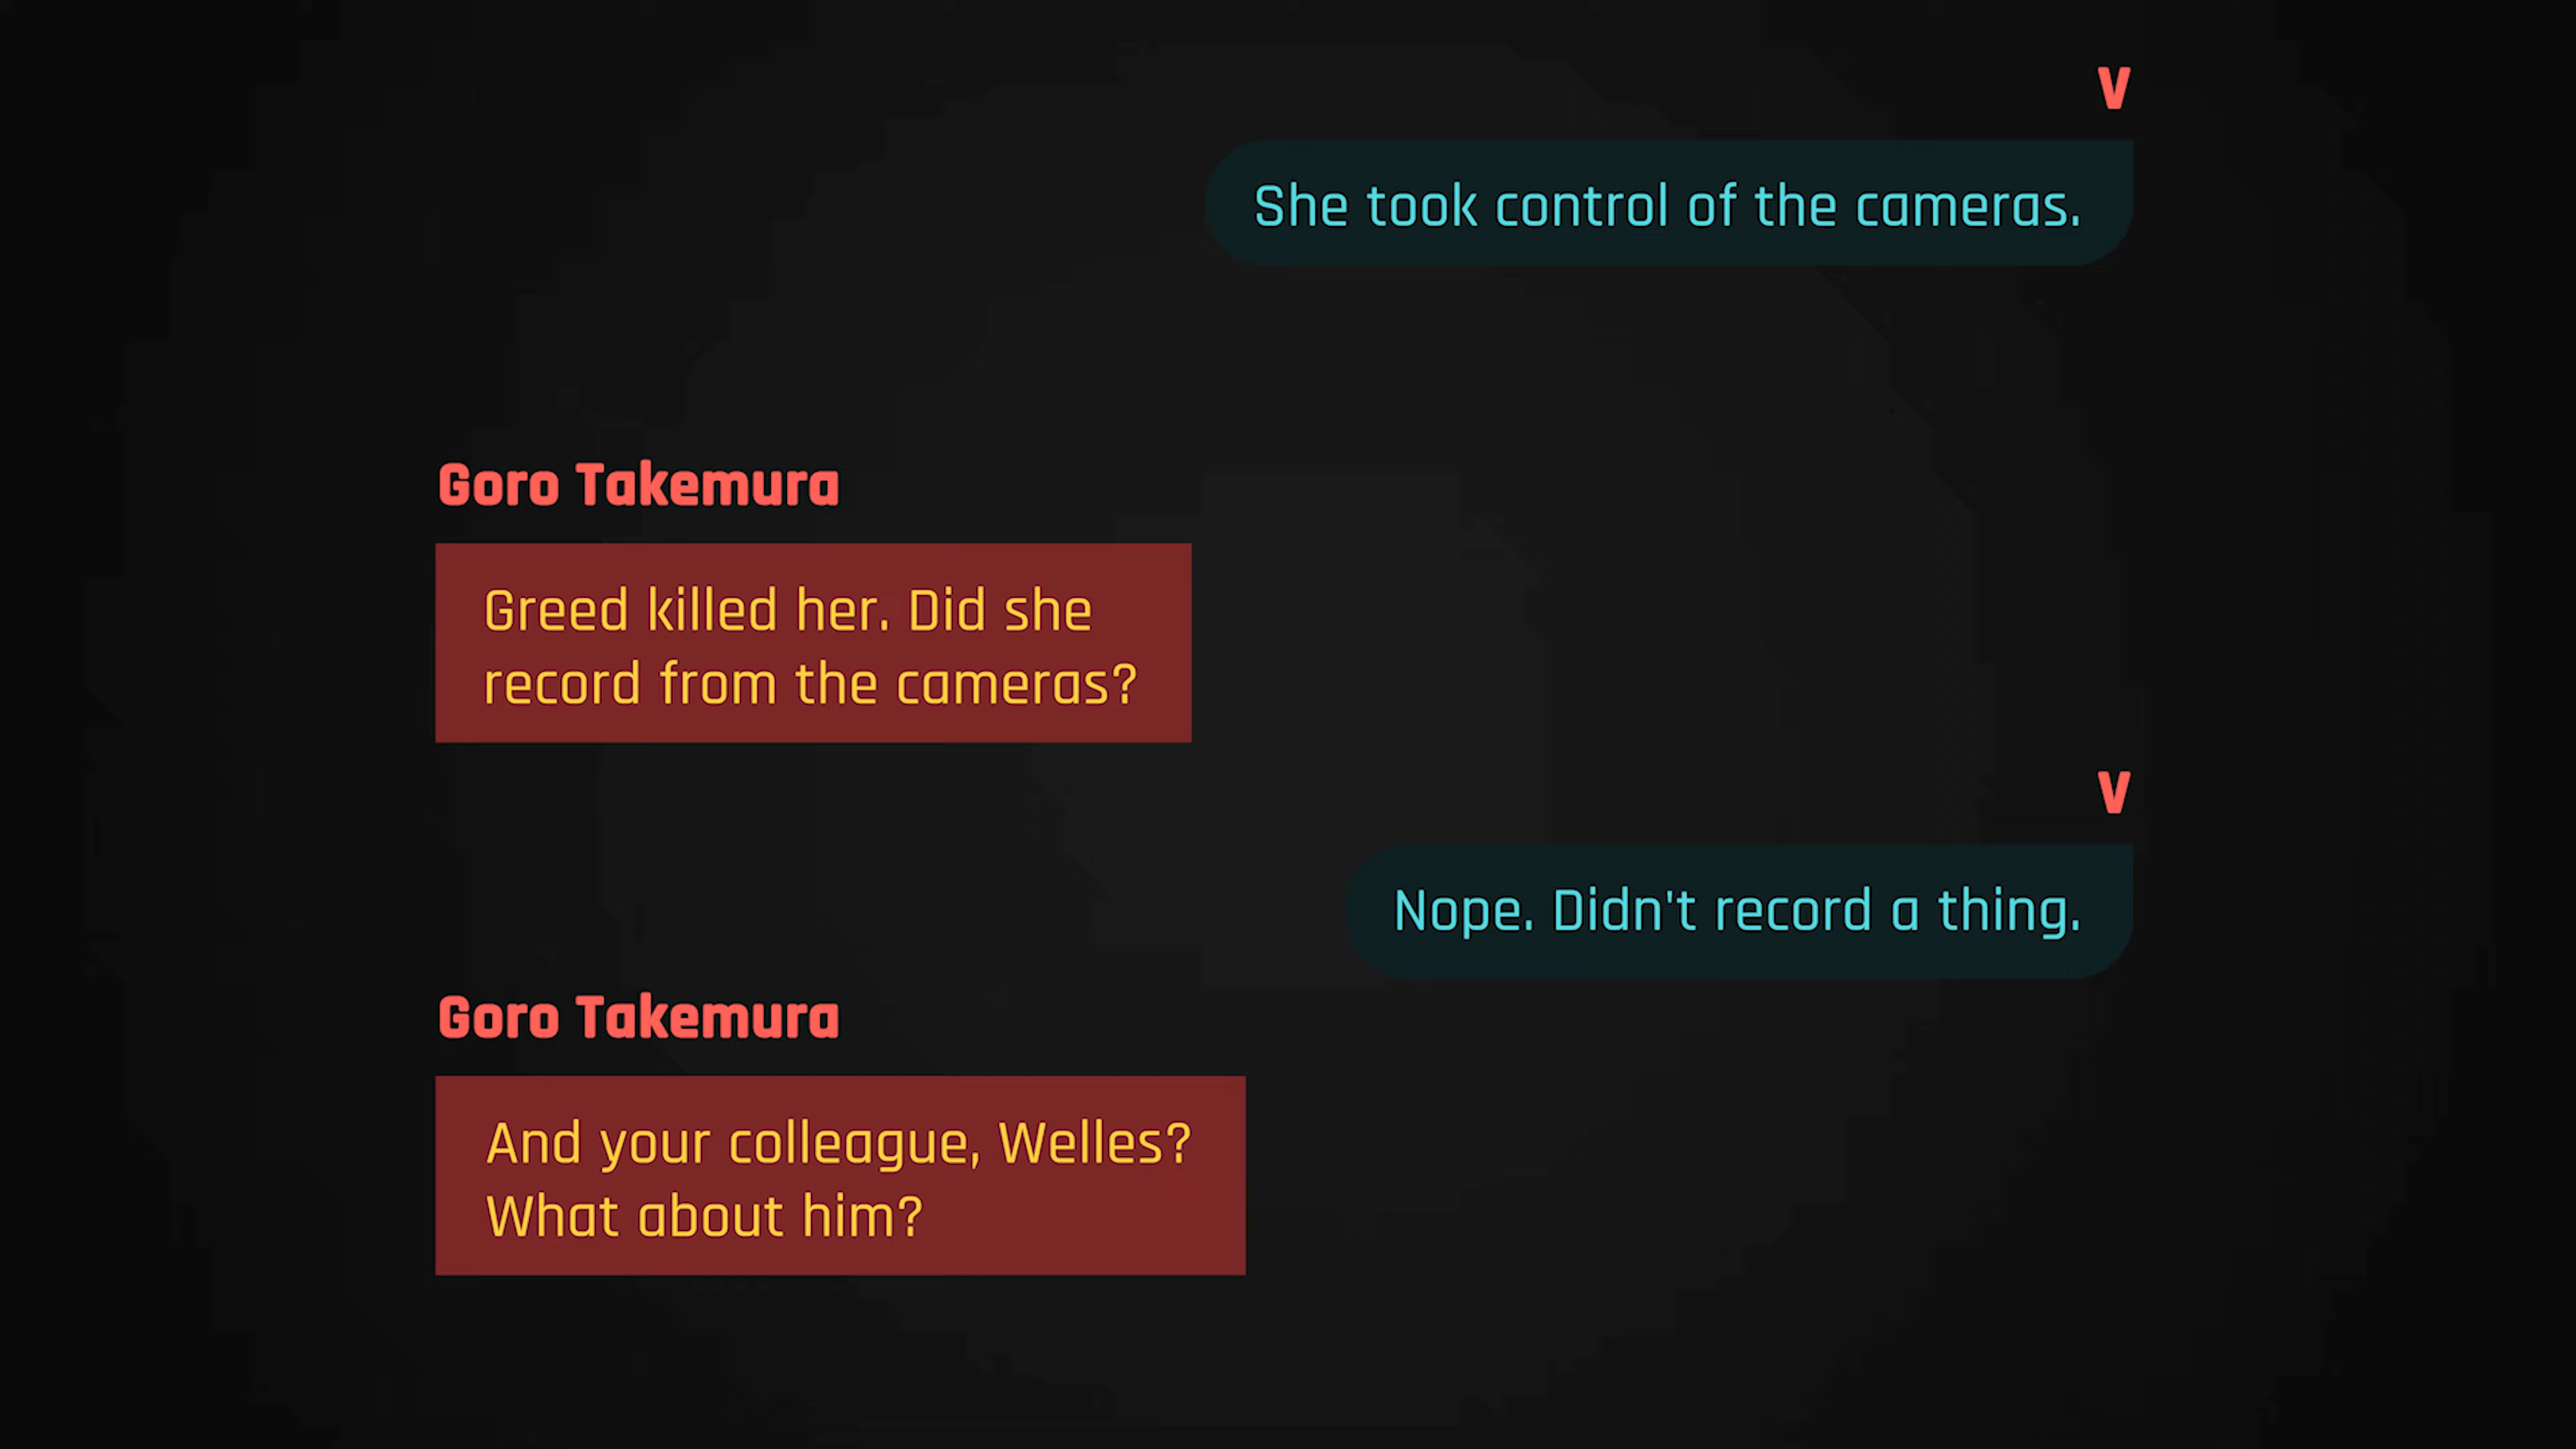 V
She took control of the cameras.
Goro Takemura
Greed killed her. Did she
record from the cameras?
V
Nope. Didn't record a thing.
Goro Takemura
And your colleague, Welles?
What about him?